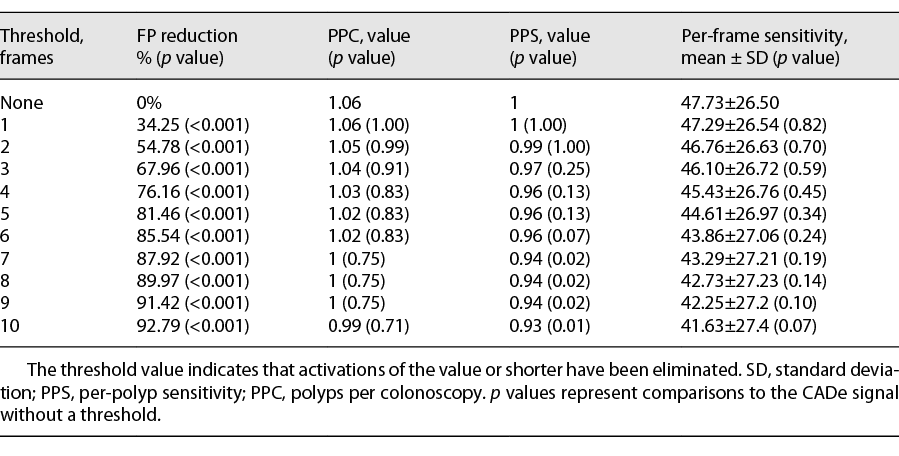 Threshold, frames FP reduction % (p value) PPC, value (p value) PPS, value (p value) Per-frame sensitivity, mean ± SD (p value)
None 0% 1.06 1 47.73±26.50
1 34.25 (<0.001) 1.06 (1.00) 1 (1.00) 47.29±26.54 (0.82)
2 54.78 (<0.001) 1.05 (0.99) 0.99 (1.00) 46.76±26.63 (0.70)
3 67.96 (<0.001) 1.04 (0.91) 0.97 (0.25) 46.10±26.72 (0.59)
4 76.16 (<0.001) 1.03 (0.83) 0.96 (0.13) 45.43±26.76 (0.45)
5 81.46 (<0.001) 1.02 (0.83) 0.96 (0.13) 44.61±26.97 (0.34)
6 85.54 (<0.001) 1.02 (0.83) 0.96 (0.07) 43.86±27.06 (0.24)
7 87.92 (<0.001) 1 (0.75) 0.94 (0.02) 43.29±27.21 (0.19)
8 89.97 (<0.001) 1 (0.75) 0.94 (0.02) 42.73±27.23 (0.14)
9 91.42 (<0.001) 1 (0.75) 0.94 (0.02) 42.25±27.2 (0.10)
10 92.79 (<0.001) 0.99 (0.71) 0.93 (0.01) 41.63±27.4 (0.07)
The threshold value indicates that activations of the value or shorter have been eliminated. SD, standard devia-
tion; PPS, per-polyp sensitivity; PPC, polyps per colonoscopy. p values represent comparisons to the CADe signal
without a threshold.